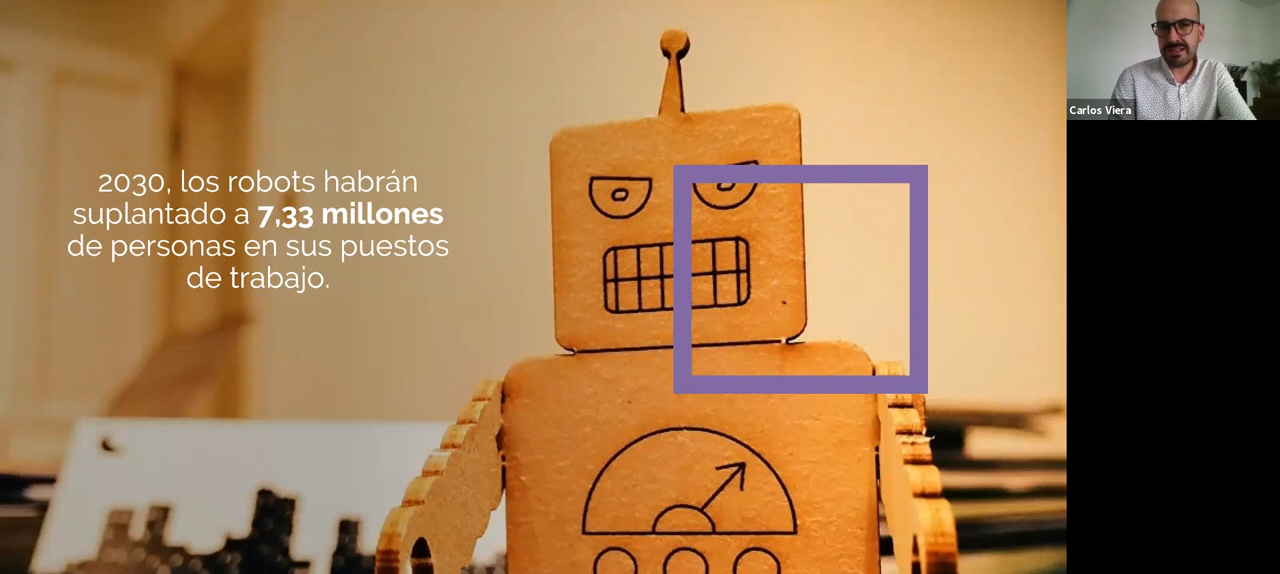 2030, los robots habrán
suplantado a 7,33 millones
de personas en sus puestos
de trabajo.
Carlos Viera